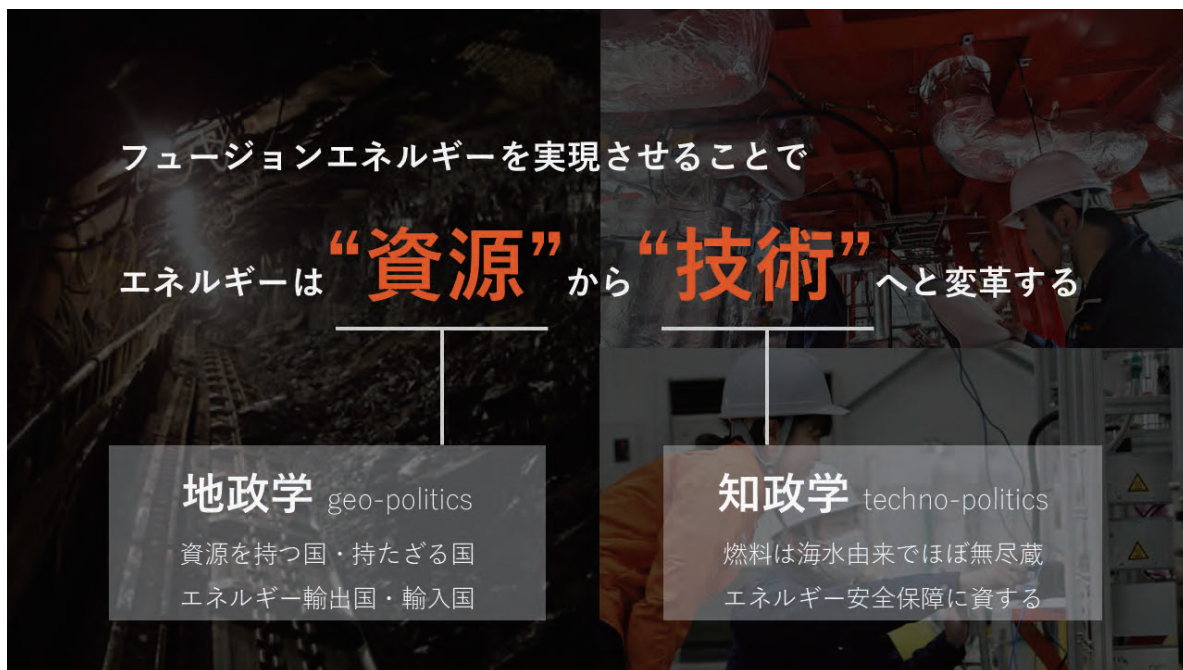 フュージョンエネルギーを実現させることで
エネルギーは“資源”から“技術”へと変革する
地政学 geo-politics
資源を持つ国・持たざる国
エネルギー輸出国・輸入国
知政学 techno-politics
燃料は海水由来でほぼ無尽蔵
エネルギー安全保障に資する